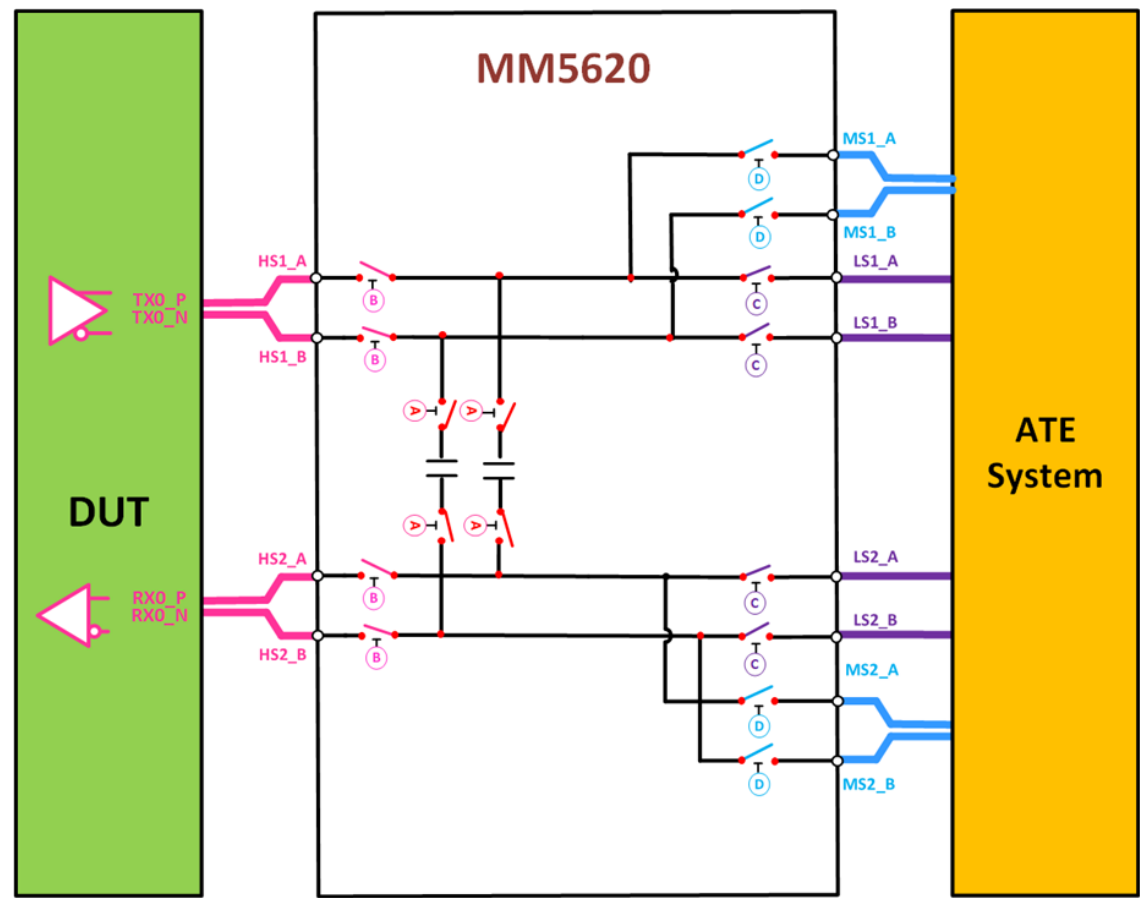 MM5620
MS1_A
D
D
MS1_B
HS1_A
LS1_A
B
C
TX0_P
TX0_N
LS1_B
HS1_B
B
C
A
A
ATE
System
DUT
A
A
HS2_A
LS2_A
B
C
RX0_P
RX0_N
LS2_B
HS2_B
B
C
MS2_A
D
D
MS2_B